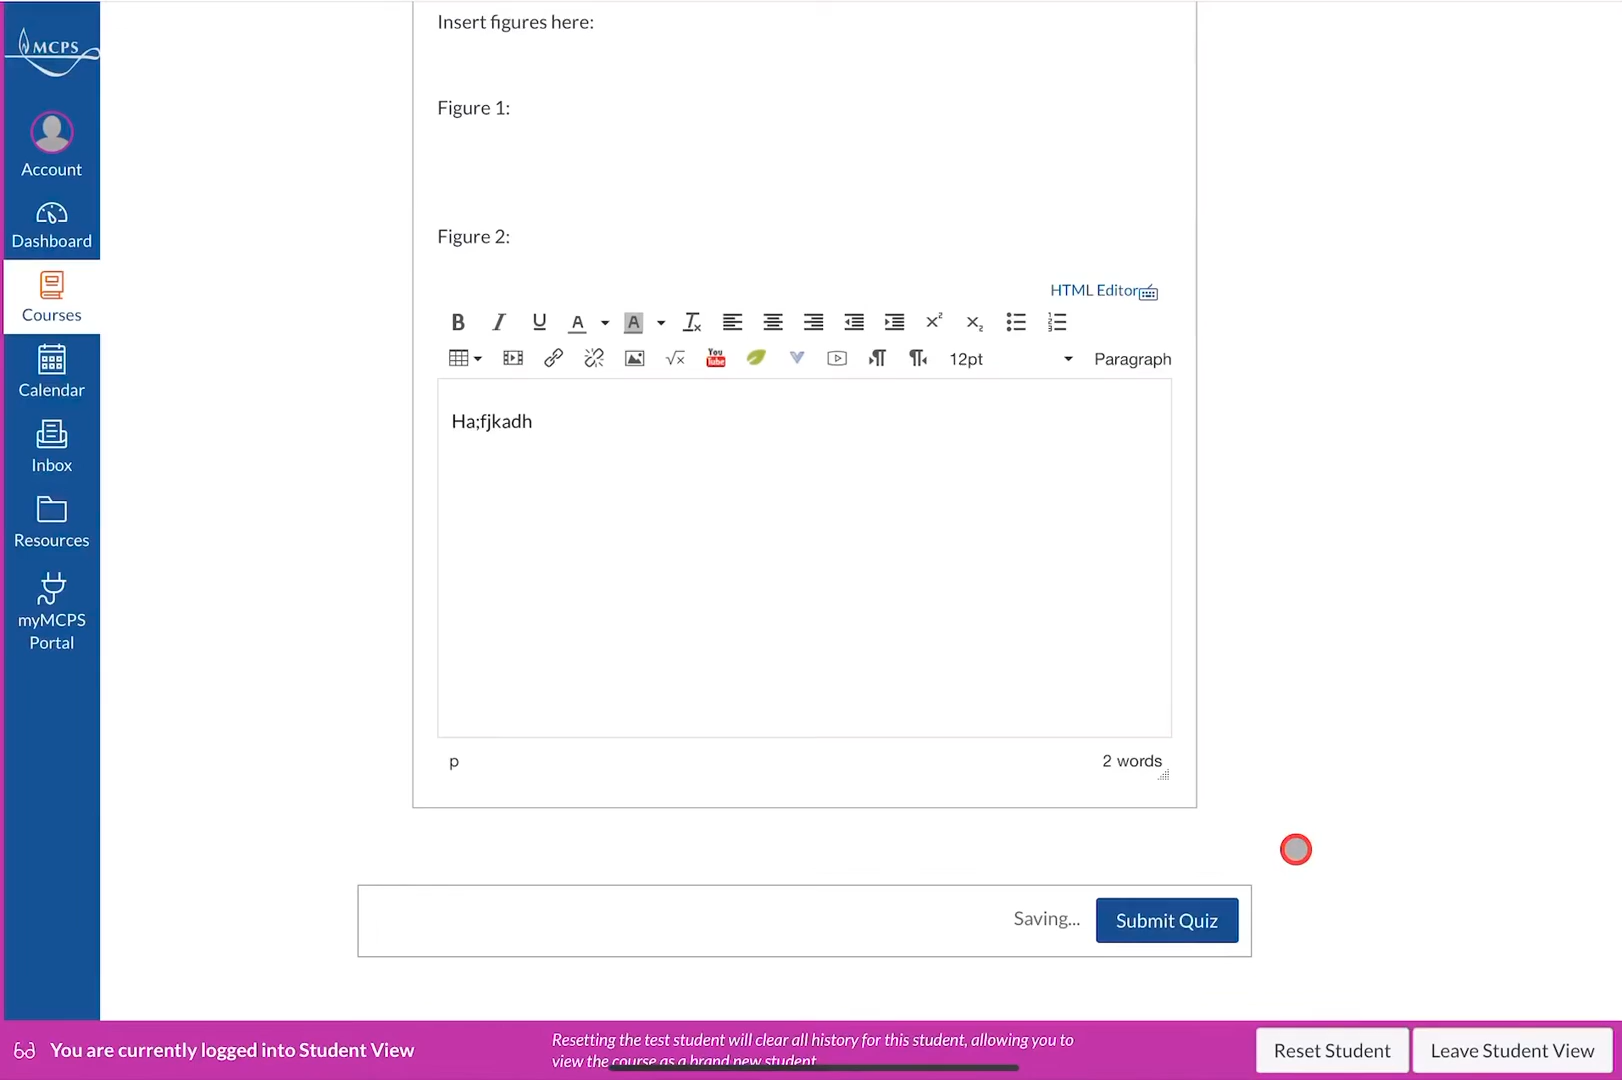 MCPS
Account
Dashboard
Courses
Calendar
Inbox
Resources
myMCPS
Portal
Insert figures here:
Figure 1:
Figure 2:
HTML Editor
B I U A A
You
Tube
12pt
Paragraph
Ha;fjkadh
p
2 words
Saving...
Submit Quiz
You are currently logged into Student View
Resetting the test student will clear all history for this student, allowing you to
view the course as a brand new student.
Reset Student
Leave Student View